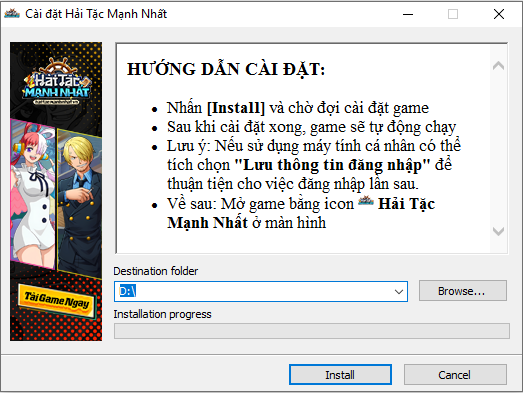 Cài đặt Hải Tặc Mạnh Nhất
Hải Tặc
MẠNH NHẤT
haitacmanhnhat.vn
Tải Game Ngay
HƯỚNG DẪN CÀI ĐẶT:
• Nhấn [Install] và chờ đợi cài đặt game
• Sau khi cài đặt xong, game sẽ tự động chạy
• Lưu ý: Nếu sử dụng máy tính cá nhân có thể
tích chọn "Lưu thông tin đăng nhập" để
thuận tiện cho việc đăng nhập lần sau.
• Về sau: Mở game bằng icon Hải Tặc
Mạnh Nhất ở màn hình
Destination folder
D:\
Browse...
Installation progress
Install
Cancel